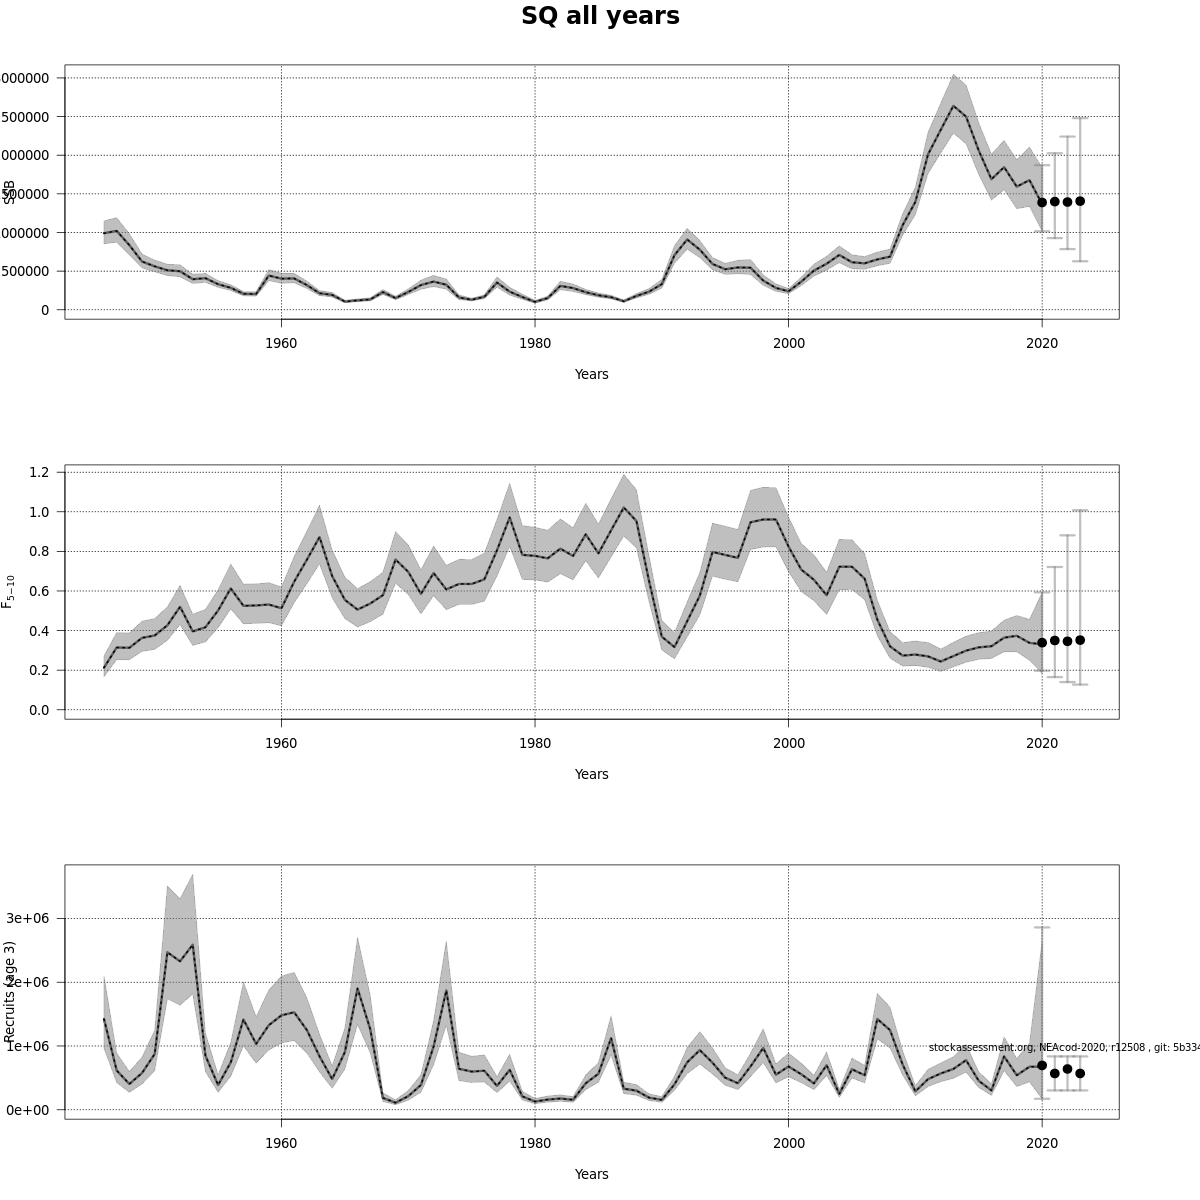 SQ all years
SSB
000000
500000
000000
500000
000000
500000
0
1960 1980 2000 2020
Years
F5−10
1.2
1.0
0.8
0.6
0.4
0.2
0.0
1960 1980 2000 2020
Years
Recruits (age 3)
3e+06
2e+06
1e+06
0e+00
stockassessment.org, NEAcod-2020, r12508 , git: 5b334
1960 1980 2000 2020
Years